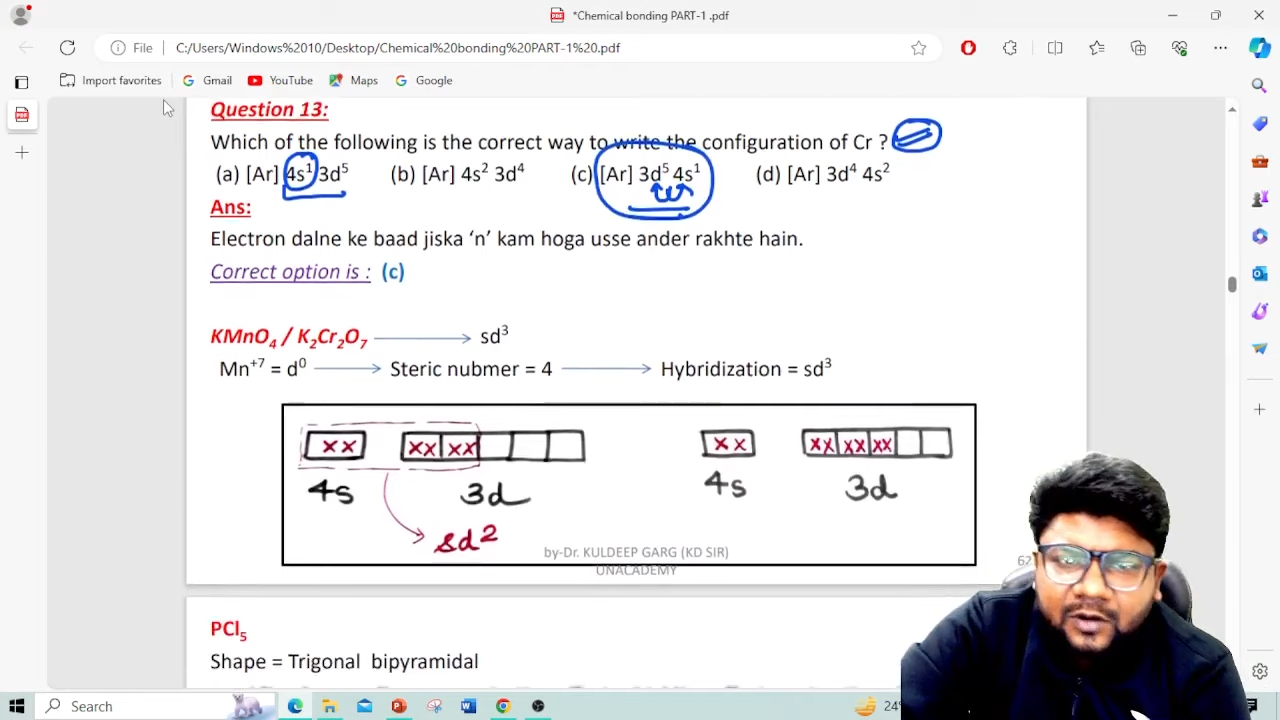 *Chemical bonding PART-1 .pdf
File C:/Users/Windows%2010/Desktop/Chemical%20bonding%20PART-1%20.pdf
Import favorites Gmail YouTube Maps Google
Question 13:
Which of the following is the correct way to write the configuration of Cr ?
(a) [Ar] 4s¹ 3d⁵ (b) [Ar] 4s² 3d⁴ (c) [Ar] 3d⁵ 4s¹ (d) [Ar] 3d⁴ 4s²
Ans:
Electron dalne ke baad jiska ‘n’ kam hoga usse ander rakhte hain.
Correct option is : (c)
KMnO₄ / K₂Cr₂O₇ ⟶ sd³
Mn⁺⁷ = d⁰ ⟶ Steric nubmer = 4 ⟶ Hybridization = sd³
xx xx xx xx xx xx xx
4s 3d 4s 3d
sd²
by-Dr. KULDEEP GARG (KD SIR)
UNACADEMY
62
PCl₅
Shape = Trigonal bipyramidal
Search 24°